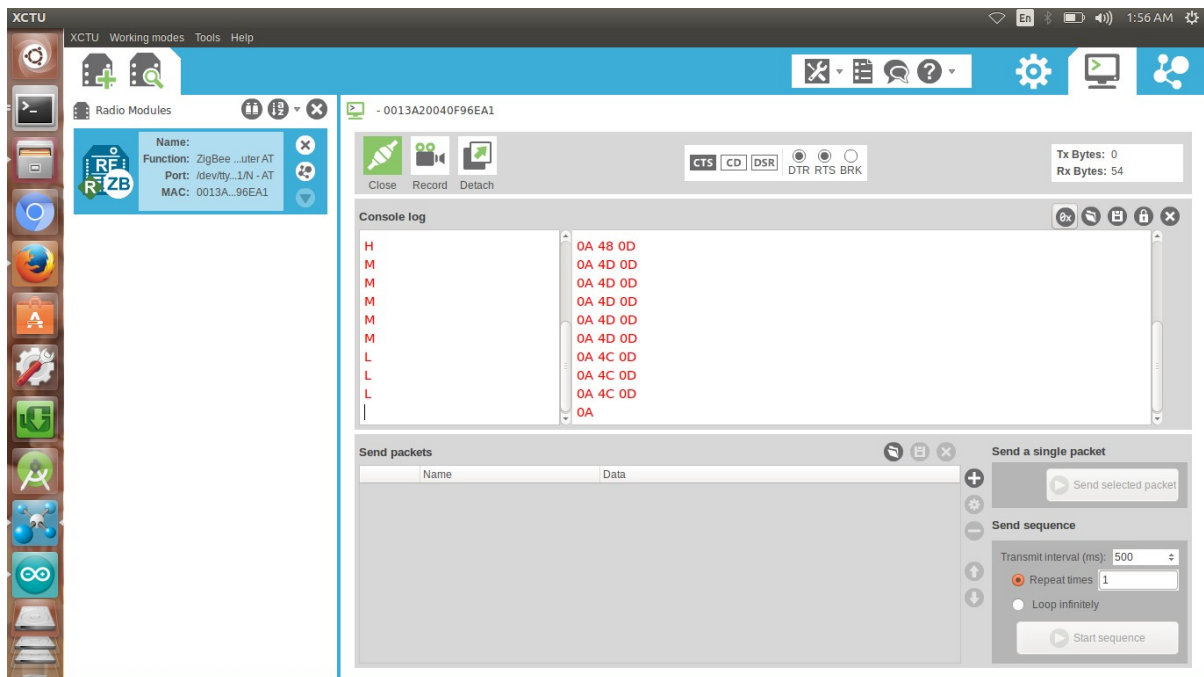 XCTU
En
1:56 AM
XCTU Working modes Tools Help
Radio Modules
- 0013A20040F96EA1
Name:
Function: ZigBee ...uter AT
Port: /dev/tty...1/N - AT
MAC: 0013A...96EA1
RF
R ZB
Close Record Detach
CTS CD DSR
DTR RTS BRK
Tx Bytes: 0
Rx Bytes: 54
Console log
H 0A 48 0D
M 0A 4D 0D
M 0A 4D 0D
M 0A 4D 0D
M 0A 4D 0D
M 0A 4D 0D
L 0A 4C 0D
L 0A 4C 0D
L 0A 4C 0D
0A
Send packets
Name Data
Send a single packet
Send selected packet
Send sequence
Transmit interval (ms): 500
Repeat times 1
Loop infinitely
Start sequence